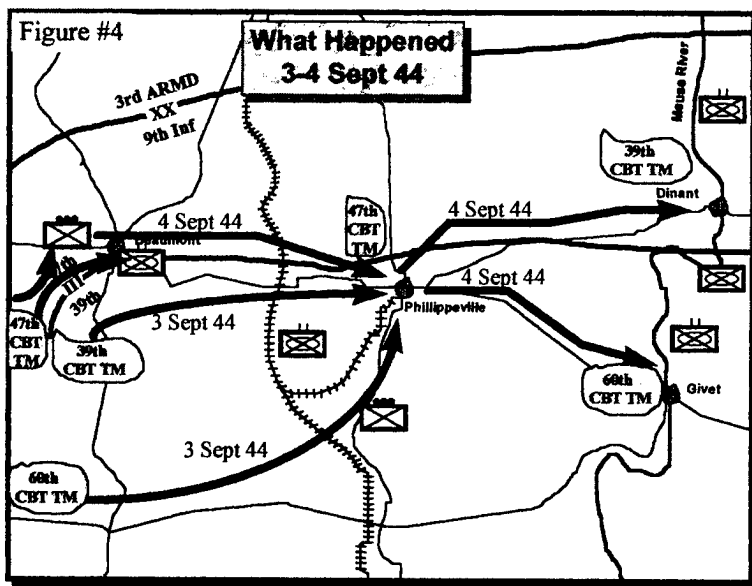 Figure #4
What Happened
3-4 Sept 44
3rd ARMD
XX
9th Inf
Meuse River
39th
CBT TM
Dinant
47th
CBT
TM
4 Sept 44
4 Sept 44
Beaumont
III
39th
3 Sept 44
Phillippeville
4 Sept 44
47th
CBT
TM
39th
CBT TM
60th
CBT TM
Givet
3 Sept 44
60th
CBT TM